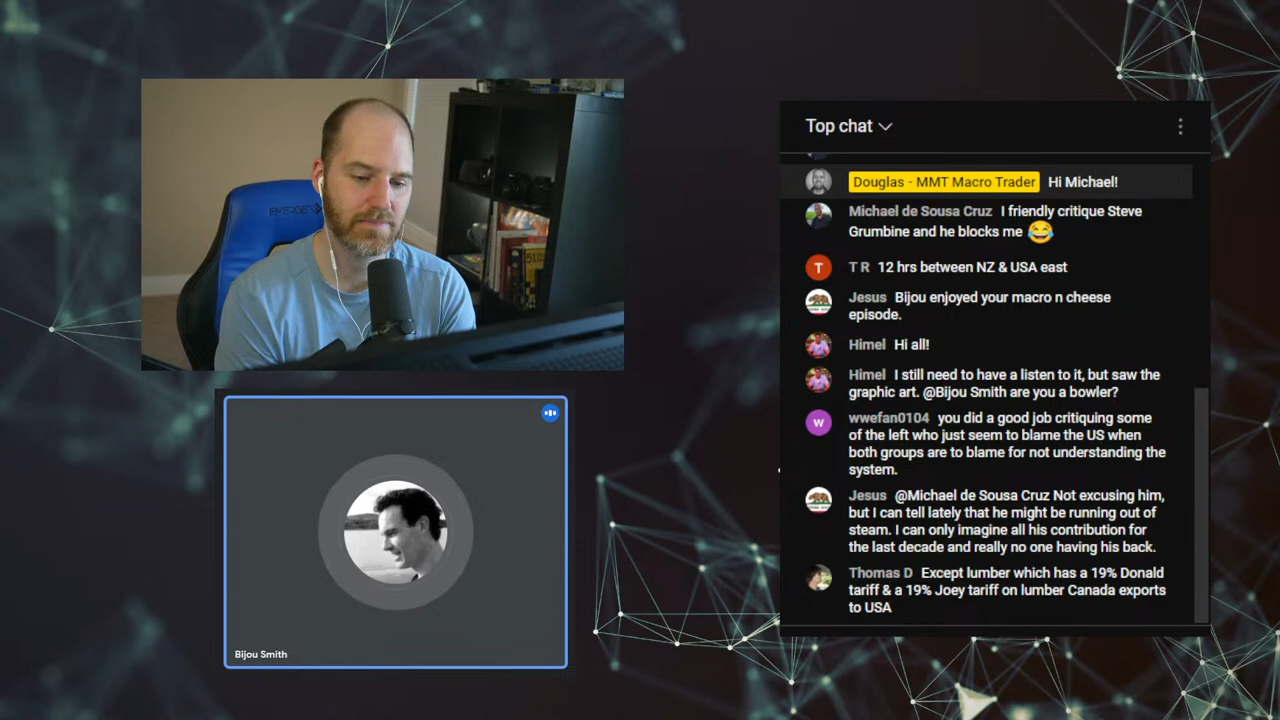 EMERGE
Top chat
Douglas - MMT Macro Trader Hi Michael!
Michael de Sousa Cruz I friendly critique Steve
Grumbine and he blocks me 😂
T
T R 12 hrs between NZ & USA east
Jesus Bijou enjoyed your macro n cheese
episode.
Himel Hi all!
Himel I still need to have a listen to it, but saw the
graphic art. @Bijou Smith are you a bowler?
W
wwefan0104 you did a good job critiquing some
of the left who just seem to blame the US when
both groups are to blame for not understanding the
system.
Jesus @Michael de Sousa Cruz Not excusing him,
but I can tell lately that he might be running out of
steam. I can only imagine all his contribution for
the last decade and really no one having his back.
Thomas D Except lumber which has a 19% Donald
tariff & a 19% Joey tariff on lumber Canada exports
to USA
Bijou Smith